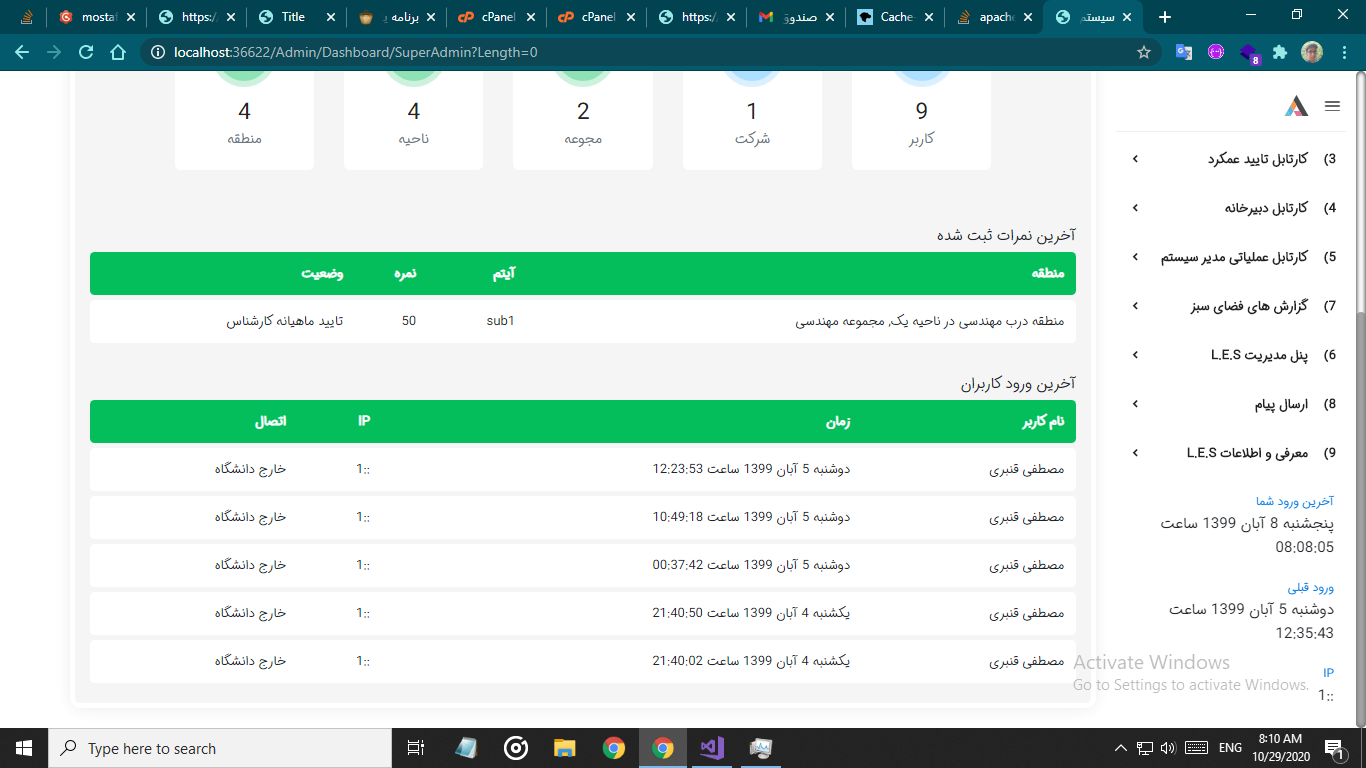 mostaf
https:/
Title
برنامه ی
cPanel
cPanel
https:/
صندوق
Cache-
apache
سیستم
localhost:36622/Admin/Dashboard/SuperAdmin?Length=0
8
9
کاربر
1
شرکت
2
مجوعه
4
ناحیه
4
منطقه
3) کارتابل تایید عمکرد
4) کارتابل دبیرخانه
5) کارتابل عملیاتی مدیر سیستم
7) گزارش های فضای سبز
6) پنل مدیریت L.E.S
8) ارسال پیام
9) معرفی و اطلاعات L.E.S
آخرین ورود شما
پنجشنبه 8 آبان 1399 ساعت
08:08:05
ورود قبلی
دوشنبه 5 آبان 1399 ساعت
12:35:43
IP
::1
آخرین نمرات ثبت شده
منطقه آیتم نمره وضعیت
منطقه درب مهندسی در ناحیه یک, مجموعه مهندسی sub1 50 تایید ماهیانه کارشناس
آخرین ورود کاربران
نام کاربر زمان IP اتصال
مصطفی قنبری دوشنبه 5 آبان 1399 ساعت 12:23:53 ::1 خارج دانشگاه
مصطفی قنبری دوشنبه 5 آبان 1399 ساعت 10:49:18 ::1 خارج دانشگاه
مصطفی قنبری دوشنبه 5 آبان 1399 ساعت 00:37:42 ::1 خارج دانشگاه
مصطفی قنبری یکشنبه 4 آبان 1399 ساعت 21:40:50 ::1 خارج دانشگاه
مصطفی قنبری یکشنبه 4 آبان 1399 ساعت 21:40:02 ::1 خارج دانشگاه
Activate Windows
Go to Settings to activate Windows.
Type here to search
ENG
8:10 AM
10/29/2020
1